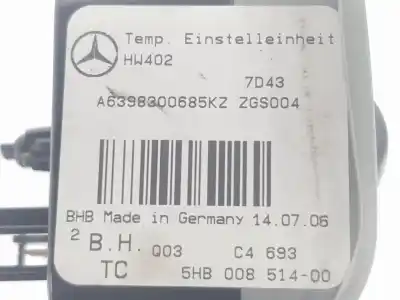 Temp. Einstelleinheit
HW402
7D43
A6398300685KZ ZGS004
BHB Made in Germany 14.07.06
2 B.H. Q03 C4 693
TC 5HB 008 514-00